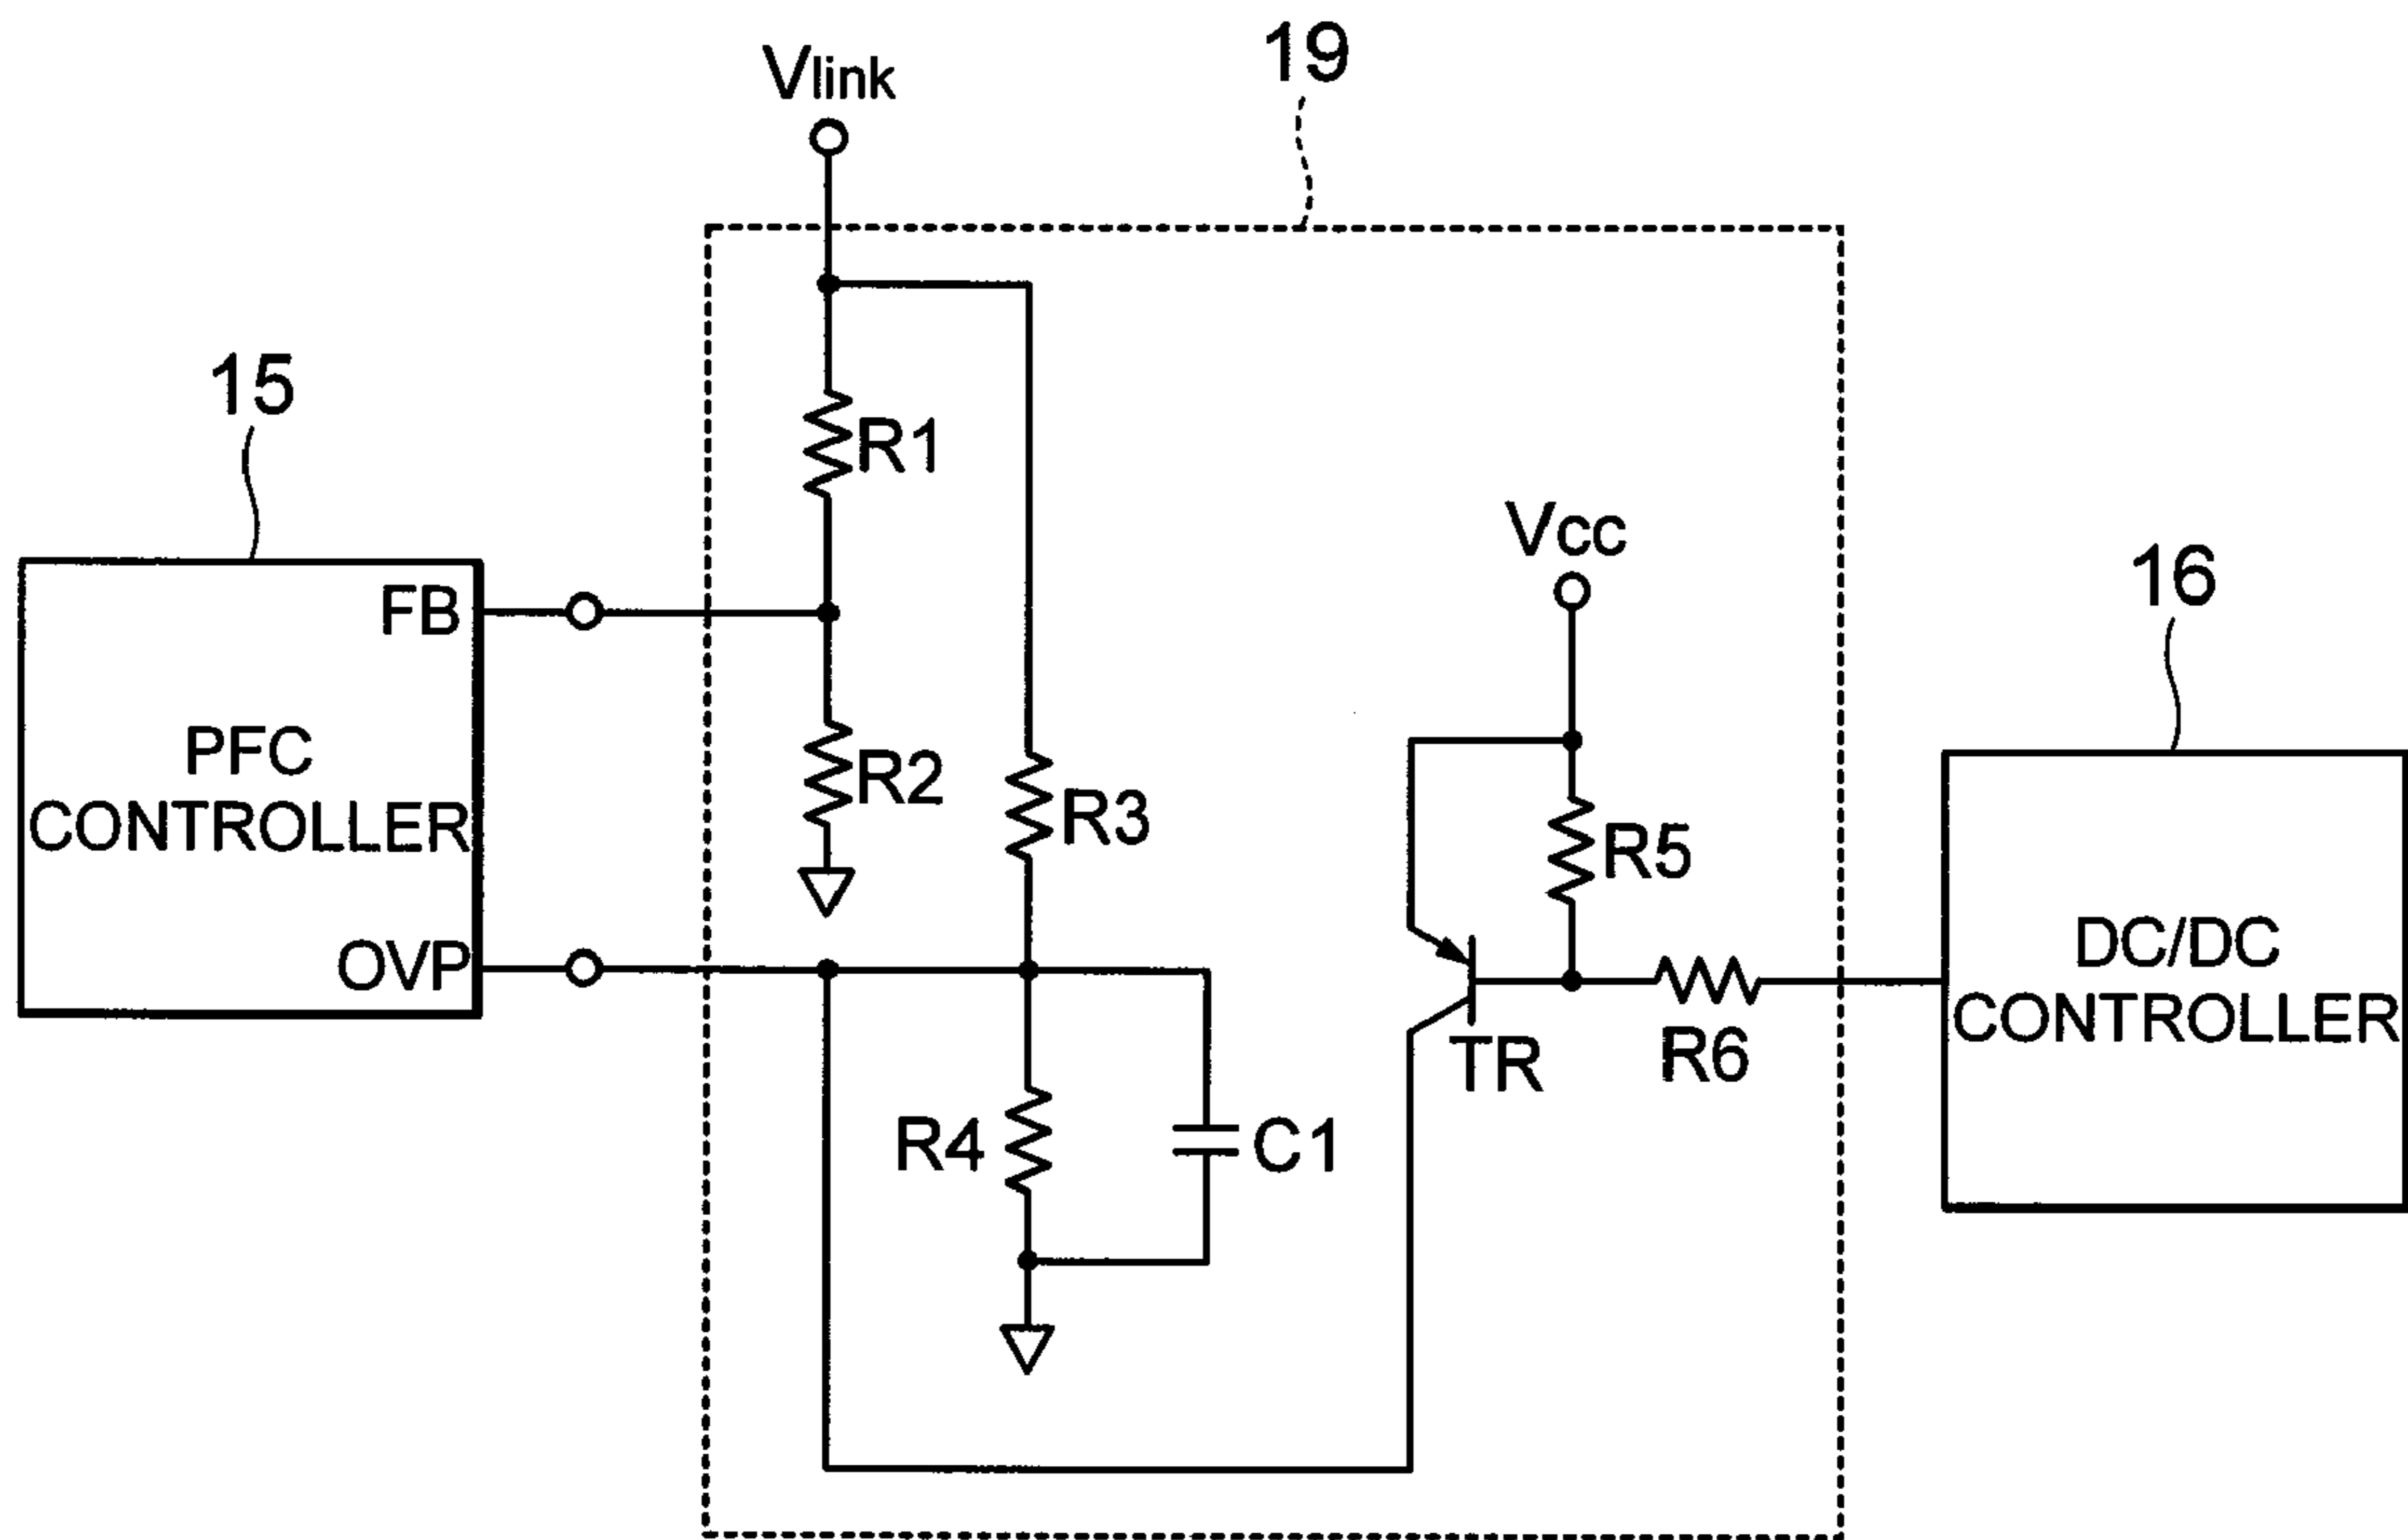 19
Vlink
15
R1
Vcc
16
FB
PFC
CONTROLLER
R2
R3
R5
OVP
DC/DC
CONTROLLER
TR
R6
R4
C1